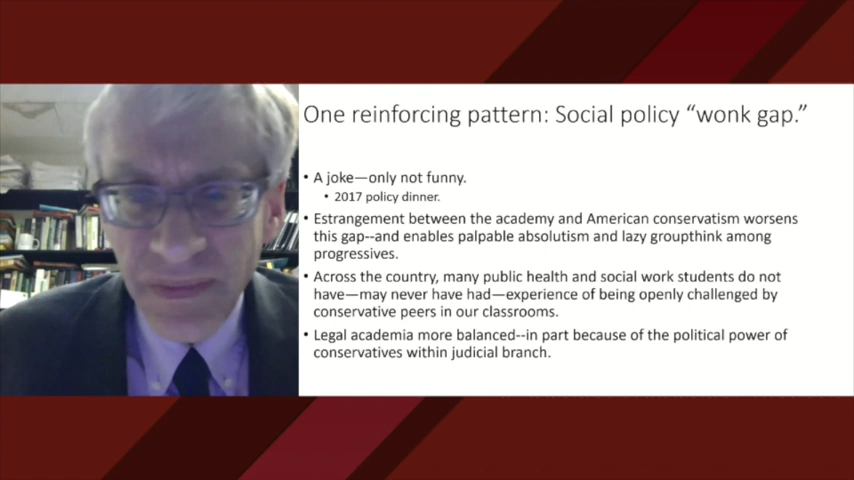 One reinforcing pattern: Social policy “wonk gap.”
• A joke—only not funny.
• 2017 policy dinner.
• Estrangement between the academy and American conservatism worsens
this gap--and enables palpable absolutism and lazy groupthink among
progressives.
• Across the country, many public health and social work students do not
have—may never have had—experience of being openly challenged by
conservative peers in our classrooms.
• Legal academia more balanced--in part because of the political power of
conservatives within judicial branch.